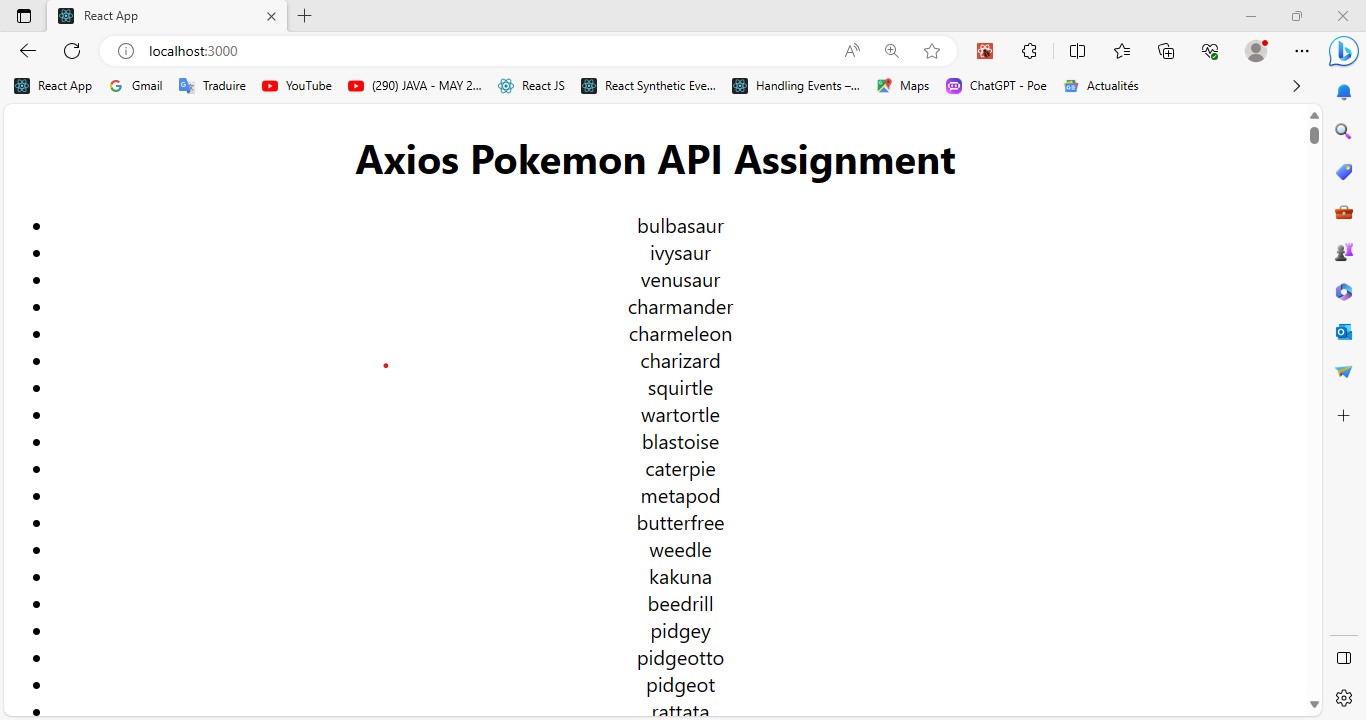 React App
localhost:3000
React App Gmail Traduire YouTube (290) JAVA - MAY 2... React JS React Synthetic Eve... Handling Events –... Maps ChatGPT - Poe Actualités
Axios Pokemon API Assignment
bulbasaur
ivysaur
venusaur
charmander
charmeleon
charizard
squirtle
wartortle
blastoise
caterpie
metapod
butterfree
weedle
kakuna
beedrill
pidgey
pidgeotto
pidgeot
rattata